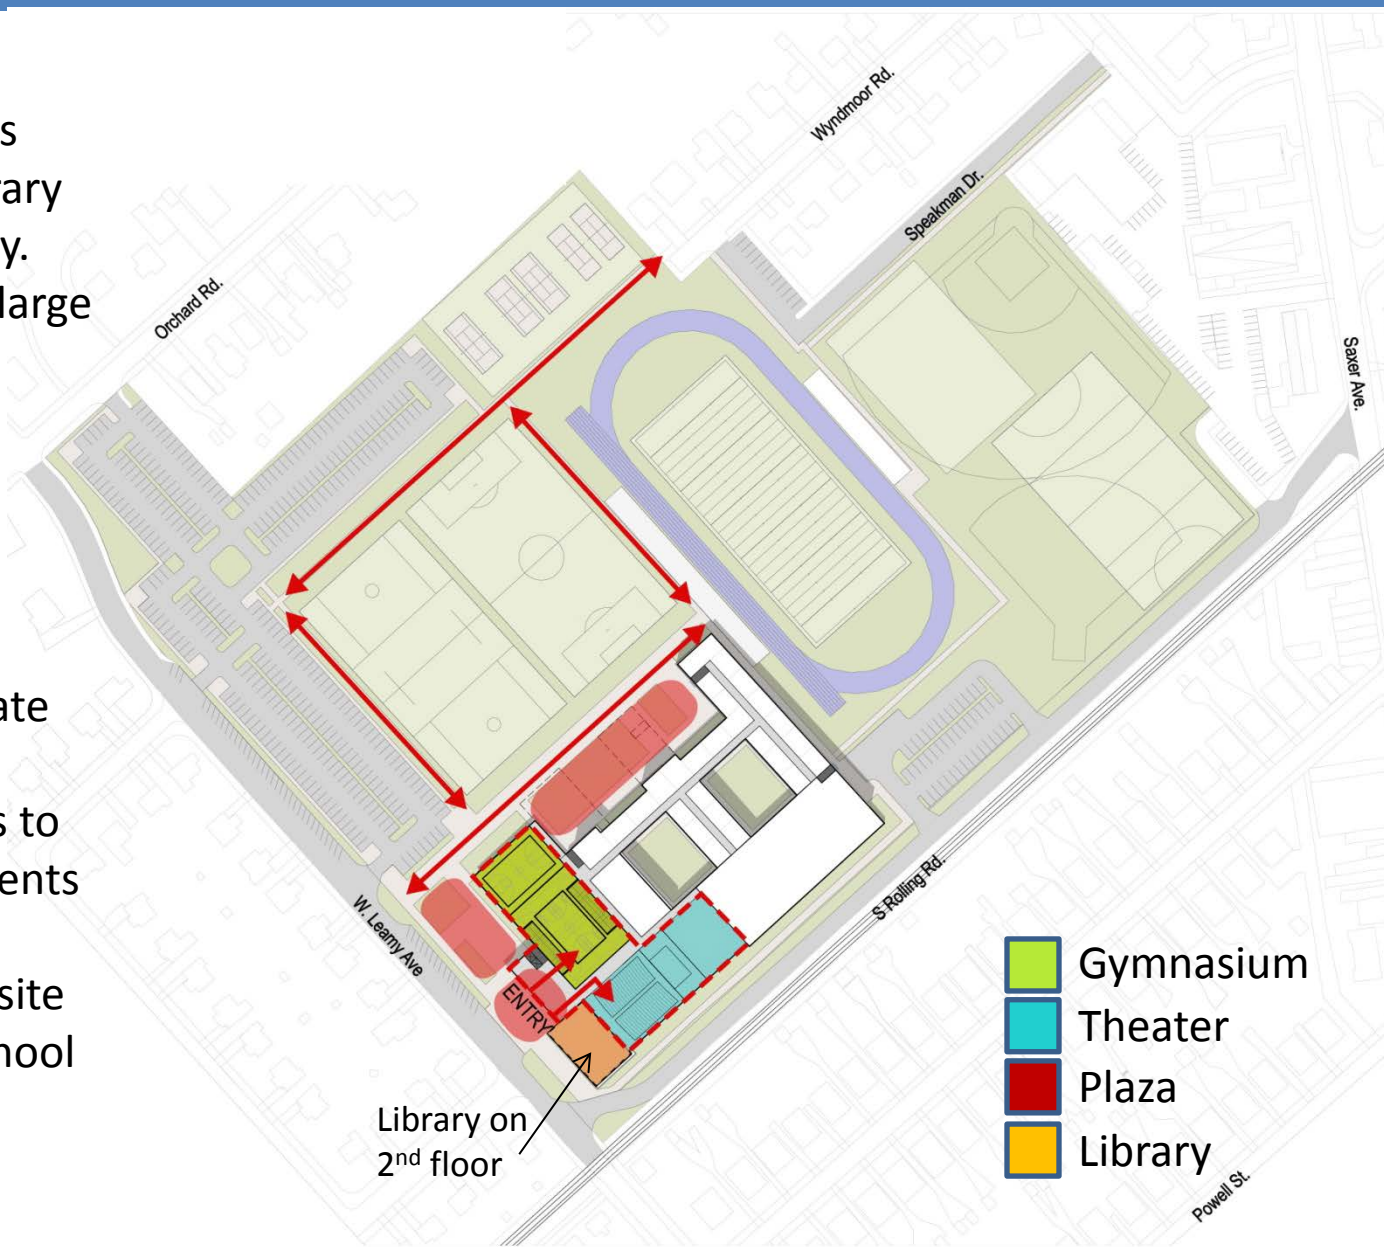 s
rary
y.
large
ate
s to
ents
site
hool
Wyndmoor Rd.
Speakman Dr.
Orchard Rd.
Saxer Ave.
W. Leamy Ave
S Rolling Rd.
ENTRY
Library on
2nd floor
Gymnasium
Theater
Plaza
Library
Powell St.